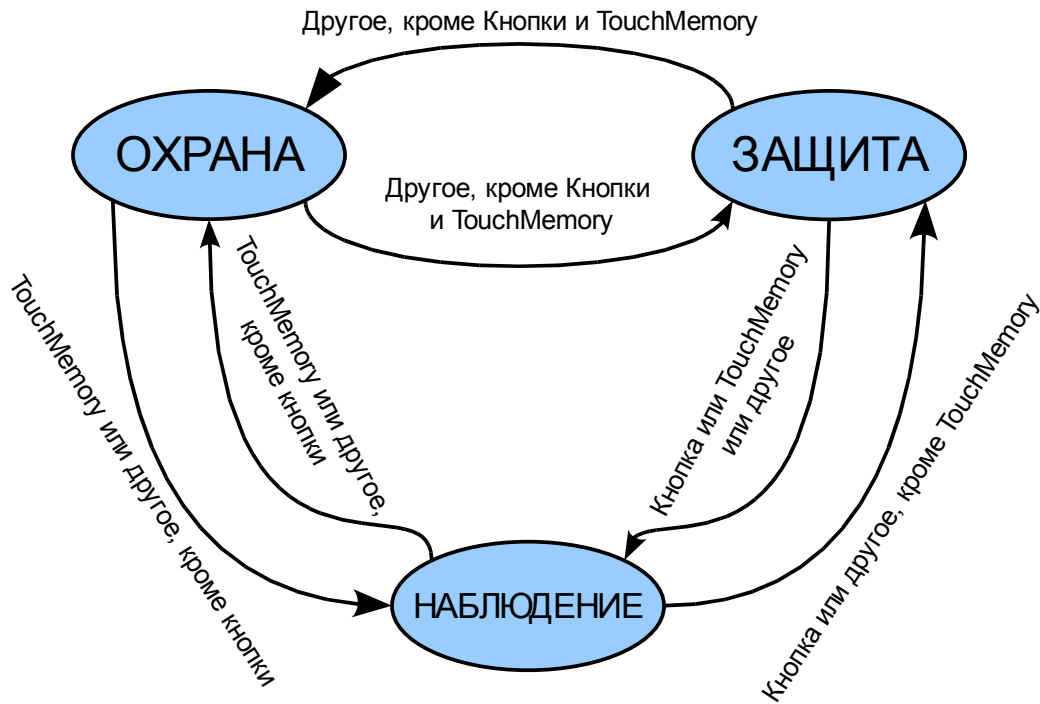 Другое, кроме Кнопки и TouchMemory
ОХРАНА
ЗАЩИТА
Другое, кроме Кнопки
и TouchMemory
TouchMemory или другое, кроме кнопки
TouchMemory или другое,
кроме кнопки
Кнопка или TouchMemory
или другое
Кнопка или другое, кроме TouchMemory
НАБЛЮДЕНИЕ